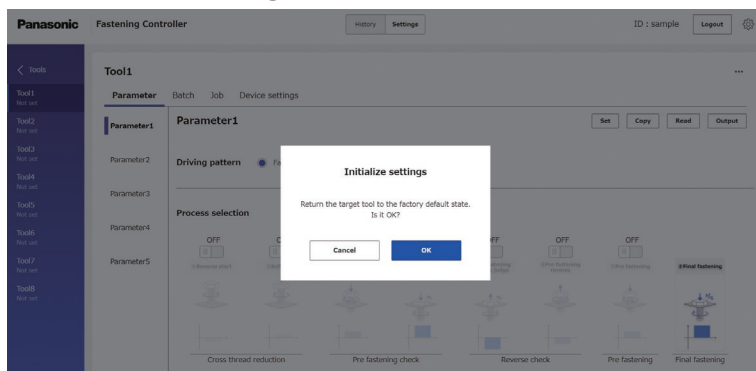 Panasonic
Fastening Controller
History
Settings
ID : sample
Logout
Tools
Tool1
Not set
Tool2
Not set
Tool3
Not set
Tool4
Not set
Tool5
Not set
Tool6
Not set
Tool7
Not set
Tool8
Not set
Tool1
Parameter
Batch
Job
Device settings
Parameter1
Parameter2
Parameter3
Parameter4
Parameter5
Parameter1
Set
Copy
Read
Output
Driving pattern
Process selection
Initialize settings
Return the target tool to the factory default state.
Is it OK?
Cancel
OK
OFF
OFF
OFF
Final fastening
Cross thread reduction
Pre fastening check
Reverse check
Pre fastening
Final fastening